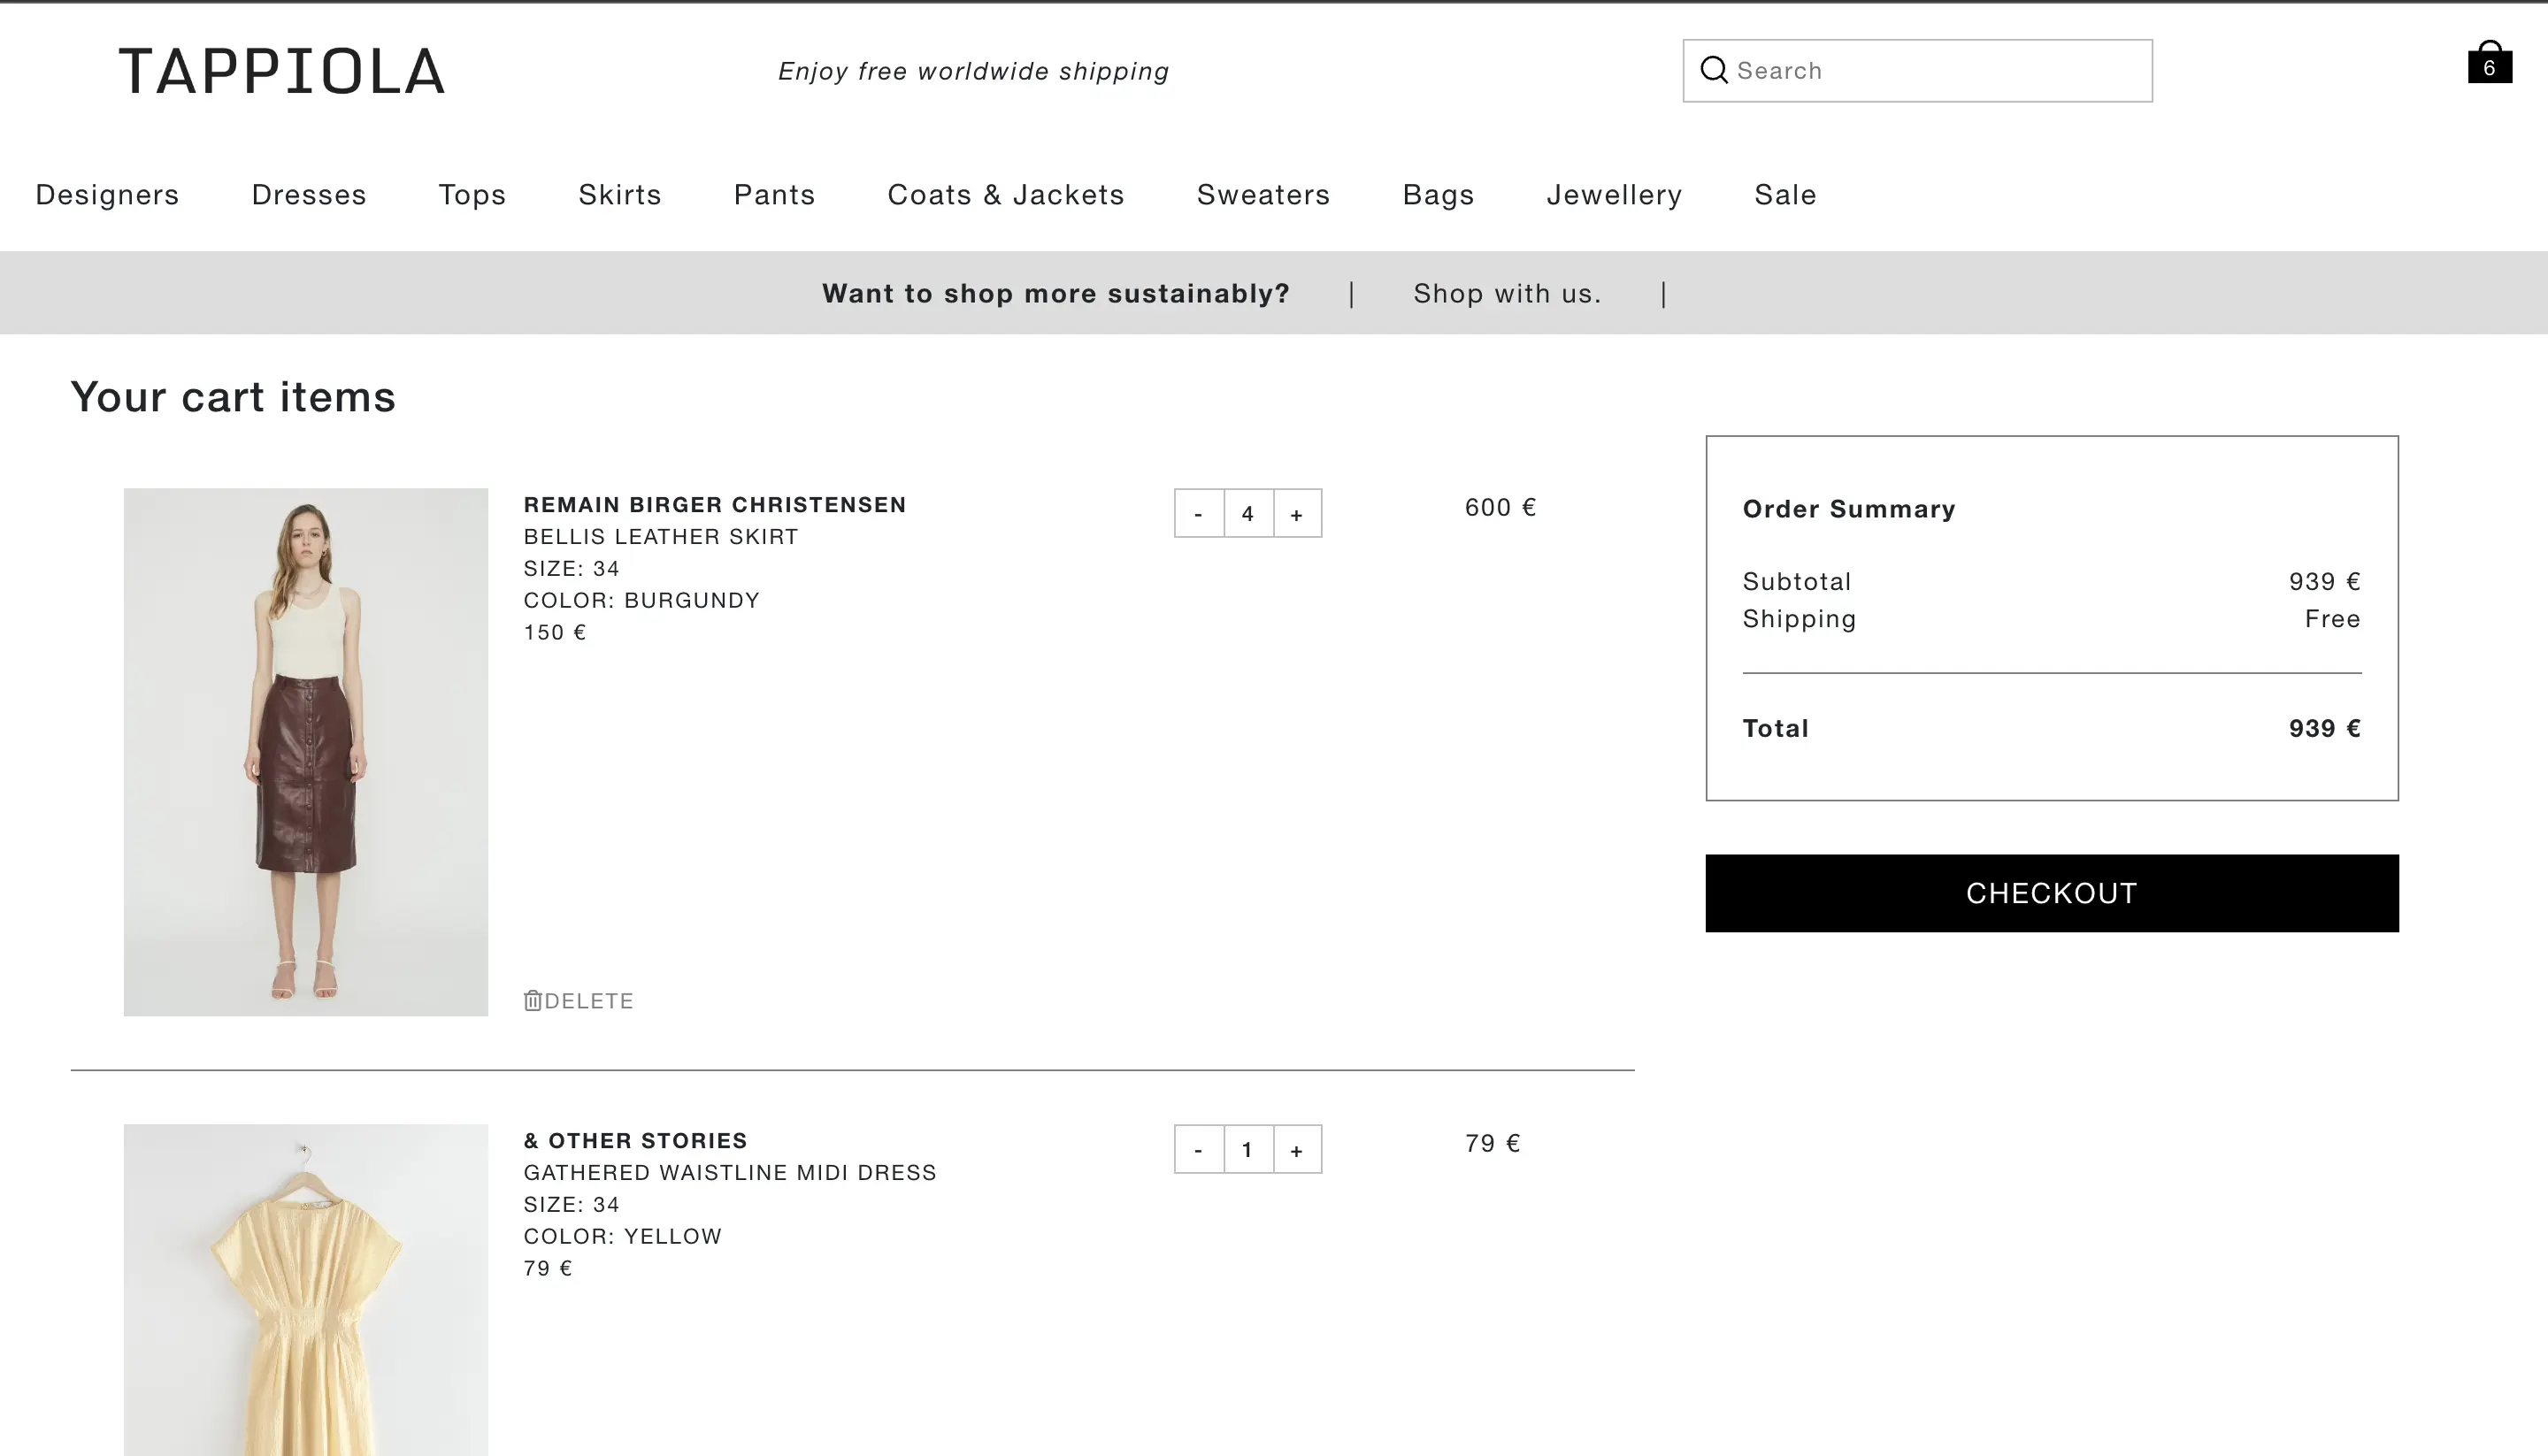 TAPPIOLA
Enjoy free worldwide shipping
Search
6
Designers Dresses Tops Skirts Pants Coats & Jackets Sweaters Bags Jewellery Sale
Want to shop more sustainably? | Shop with us. |
Your cart items
REMAIN BIRGER CHRISTENSEN
BELLIS LEATHER SKIRT
SIZE: 34
COLOR: BURGUNDY
150 €
- 4 +
600 €
DELETE
& OTHER STORIES
GATHERED WAISTLINE MIDI DRESS
SIZE: 34
COLOR: YELLOW
79 €
- 1 +
79 €
Order Summary
Subtotal 939 €
Shipping Free
Total 939 €
CHECKOUT